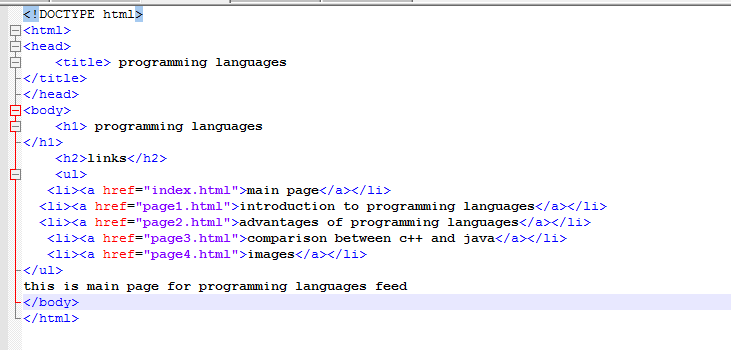 <!DOCTYPE html>
<html>
<head>
<title> programming languages
</title>
</head>
<body>
<h1> programming languages
</h1>
<h2>links</h2>
<ul>
<li><a href="index.html">main page</a></li>
<li><a href="page1.html">introduction to programming languages</a></li>
<li><a href="page2.html">advantages of programming languages</a></li>
<li><a href="page3.html">comparison between c++ and java</a></li>
<li><a href="page4.html">images</a></li>
</ul>
this is main page for programming languages feed
</body>
</html>